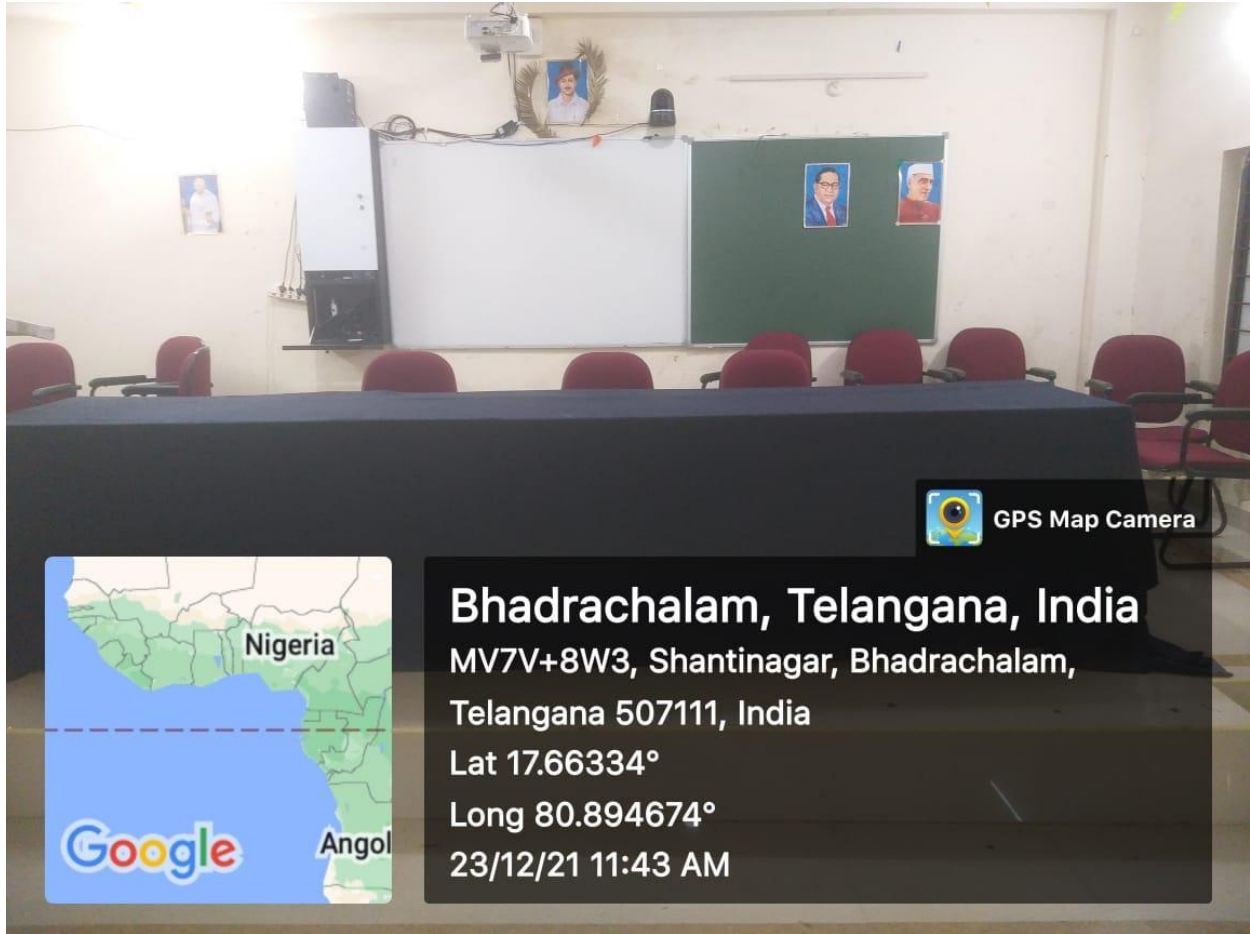 GPS Map Camera
Nigeria
Angol
Google
Bhadrachalam, Telangana, India
MV7V+8W3, Shantinagar, Bhadrachalam,
Telangana 507111, India
Lat 17.66334°
Long 80.894674°
23/12/21 11:43 AM